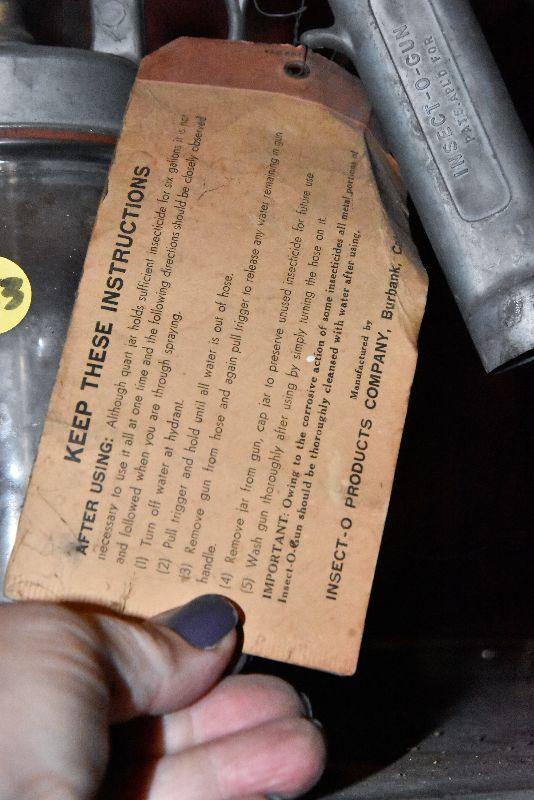 KEEP THESE INSTRUCTIONS
AFTER USING: Although quart jar holds sufficient insecticide for six gallons it is not
necessary to use it all at one time and the following directions should be closely observed
and followed when you are through spraying.
(1) Turn off water at hydrant.
(2) Pull trigger and hold until all water is out of hose.
(3) Remove gun from hose and again pull trigger to release any water remaining in gun
handle.
(4) Remove jar from gun, cap jar to preserve unused insecticide for future use
(5) Wash gun thoroughly after using by simply turning the hose on it.
IMPORTANT: Owing to the corrosive action of some insecticides all metal portions of
Insect-O-Gun should be thoroughly cleansed with water after using.
Manufactured by
INSECT-O PRODUCTS COMPANY, Burbank, C
INSECT-O-GUN
PATS. APLD FOR
3